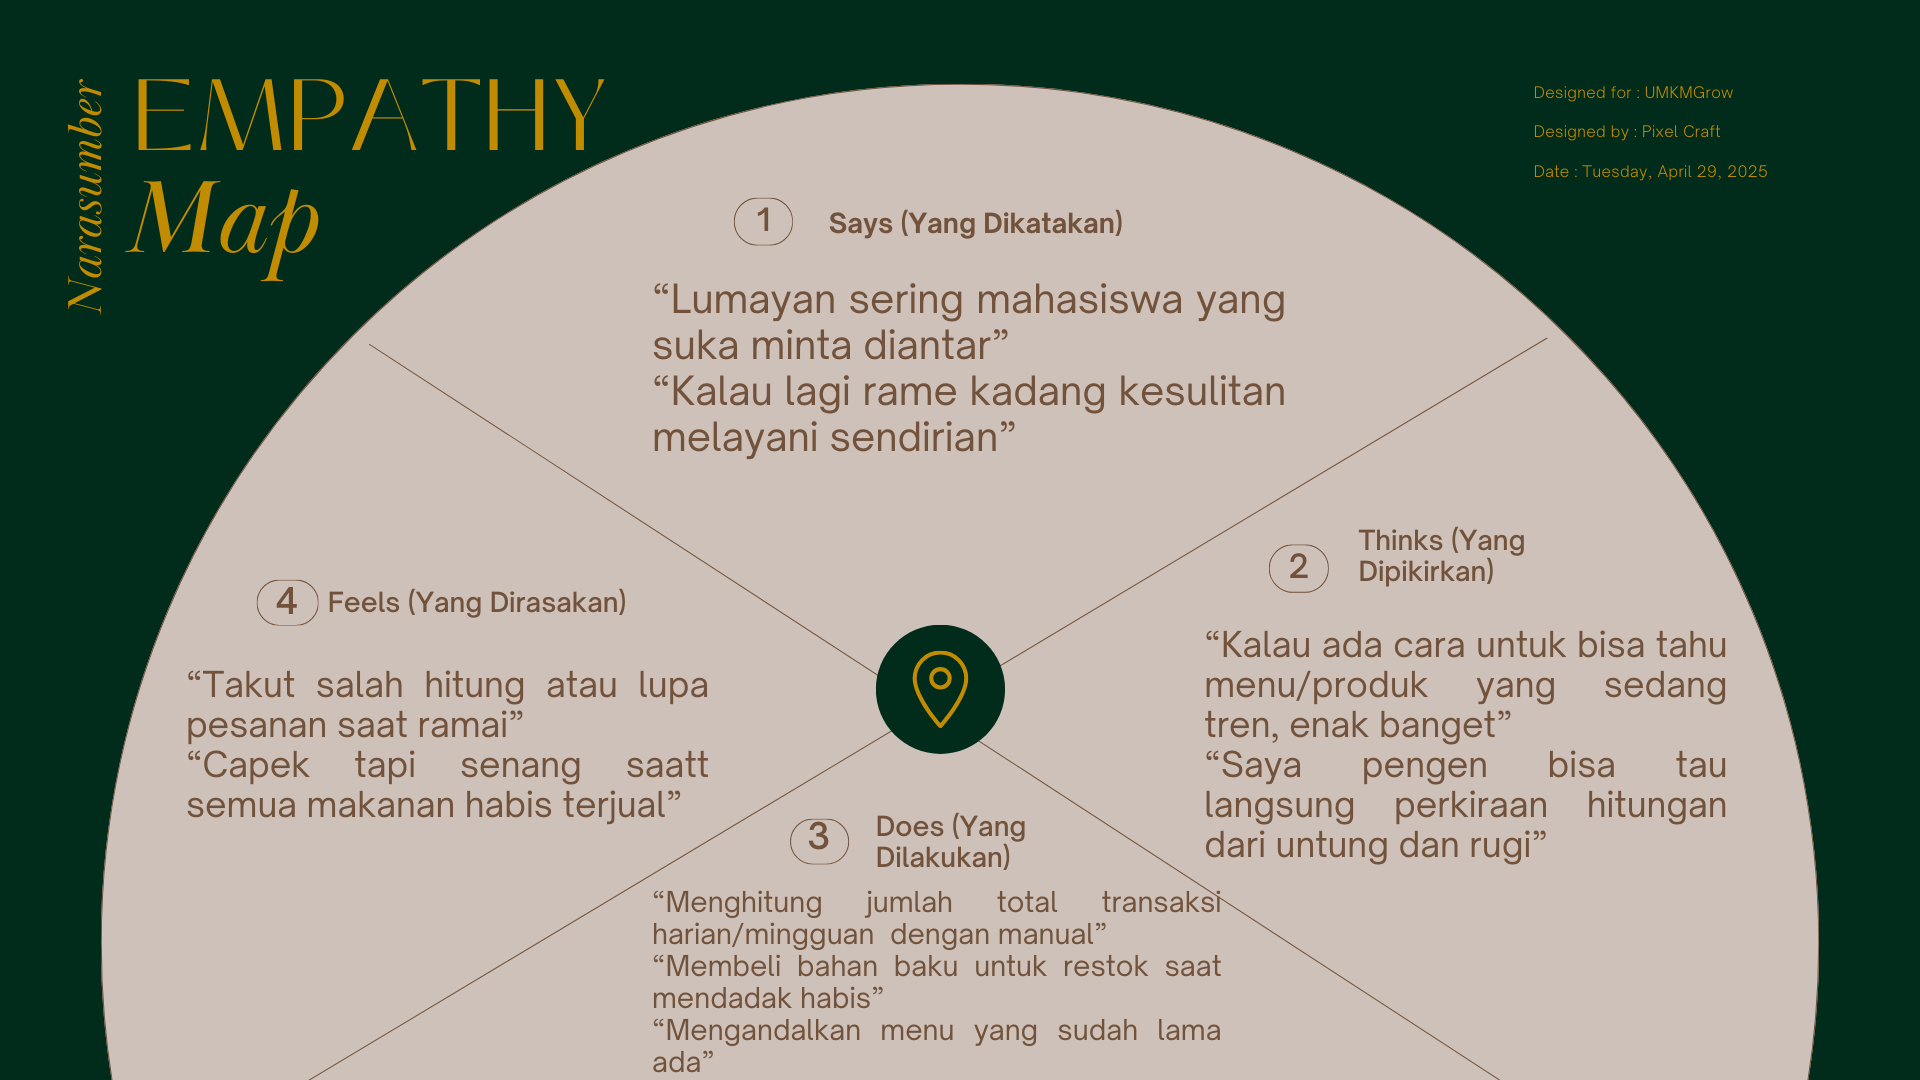 Narasumber
EMPATHY
Map
Designed for : UMKMGrow
Designed by : Pixel Craft
Date : Tuesday, April 29, 2025
1
Says (Yang Dikatakan)
“Lumayan sering mahasiswa yang
suka minta diantar”
“Kalau lagi rame kadang kesulitan
melayani sendirian”
2
Thinks (Yang
Dipikirkan)
“Kalau ada cara untuk bisa tahu
menu/produk yang sedang
tren, enak banget”
“Saya pengen bisa tau
langsung perkiraan hitungan
dari untung dan rugi”
3
Does (Yang
Dilakukan)
“Menghitung jumlah total transaksi
harian/mingguan dengan manual”
“Membeli bahan baku untuk restok saat
mendadak habis”
“Mengandalkan menu yang sudah lama
ada”
4
Feels (Yang Dirasakan)
“Takut salah hitung atau lupa
pesanan saat ramai”
“Capek tapi senang saatt
semua makanan habis terjual”